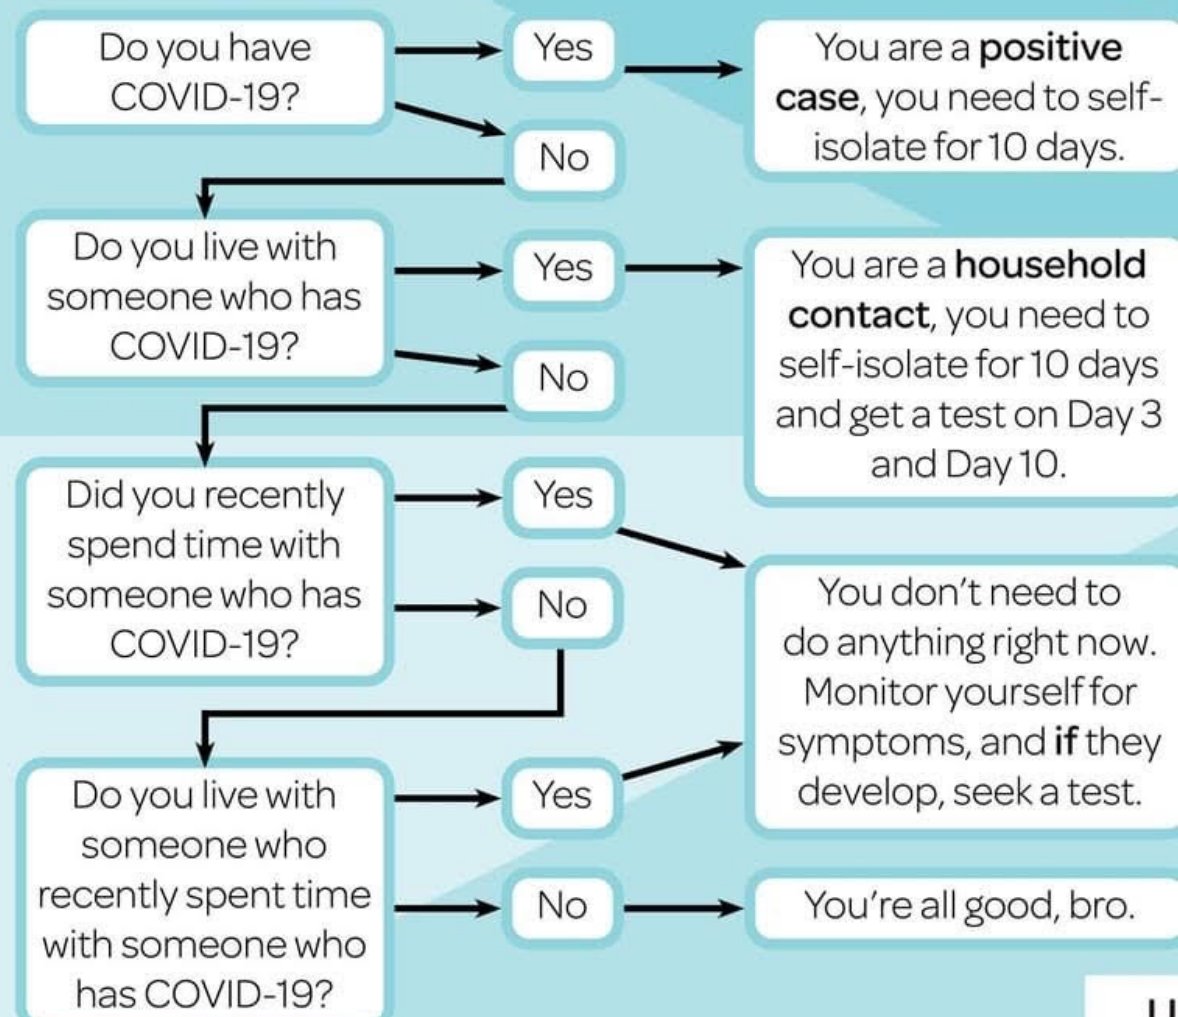 Do you have
COVID-19?
Yes
You are a positive
case, you need to self-
isolate for 10 days.
No
Do you live with
someone who has
COVID-19?
Yes
You are a household
contact, you need to
self-isolate for 10 days
and get a test on Day 3
and Day 10.
No
Did you recently
spend time with
someone who has
COVID-19?
Yes
No
You don't need to
do anything right now.
Monitor yourself for
symptoms, and if they
develop, seek a test.
Do you live with
someone who
recently spent time
with someone who
has COVID-19?
Yes
No
You're all good, bro.